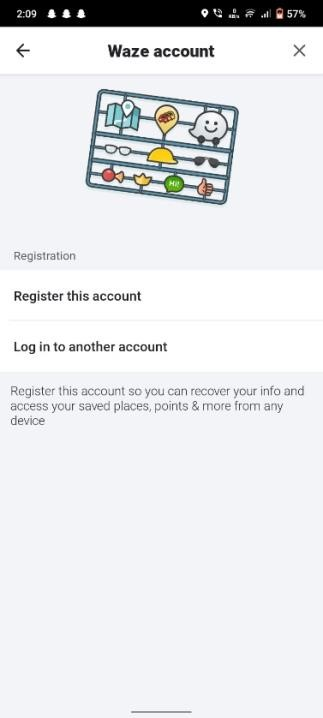 2:09
57%
Waze account
Hi!
Registration
Register this account
Log in to another account
Register this account so you can recover your info and
access your saved places, points & more from any
device